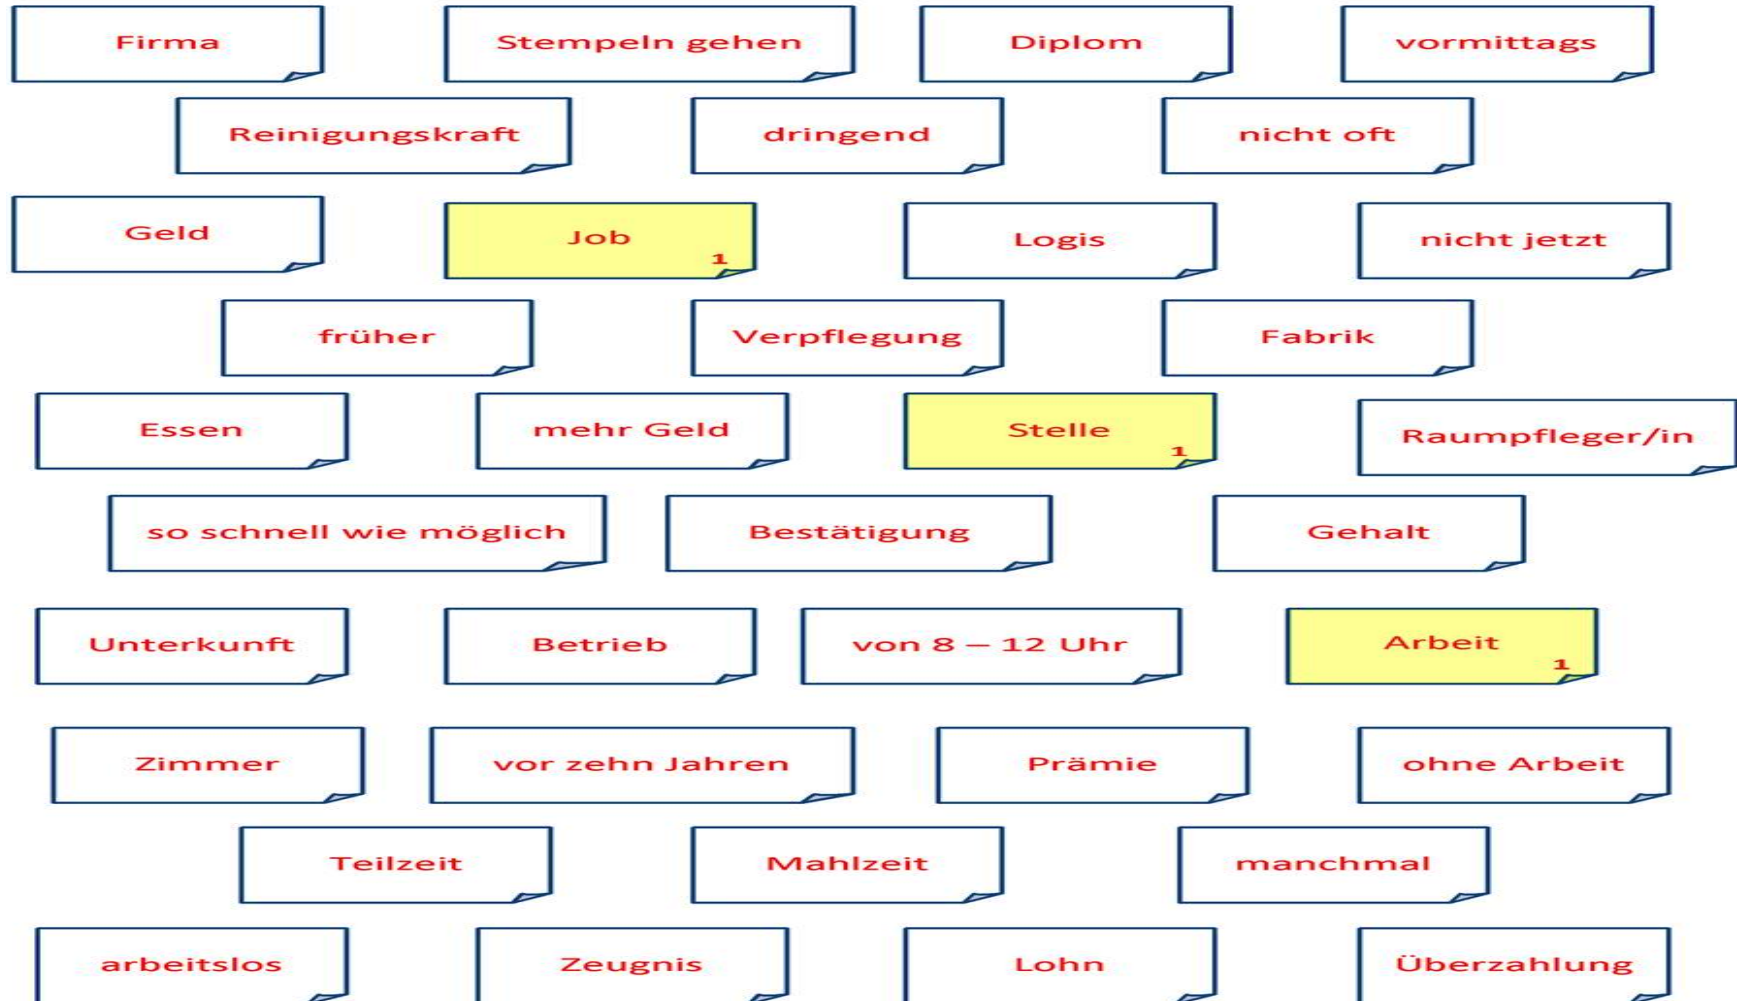 Firma Stempeln gehen Diplom vormittags
Reinigungskraft dringend nicht oft
Geld Job 1 Logis nicht jetzt
früher Verpflegung Fabrik
Essen mehr Geld Stelle 1 Raumpfleger/in
so schnell wie möglich Bestätigung Gehalt
Unterkunft Betrieb von 8 – 12 Uhr Arbeit 1
Zimmer vor zehn Jahren Prämie ohne Arbeit
Teilzeit Mahlzeit manchmal
arbeitslos Zeugnis Lohn Überzahlung